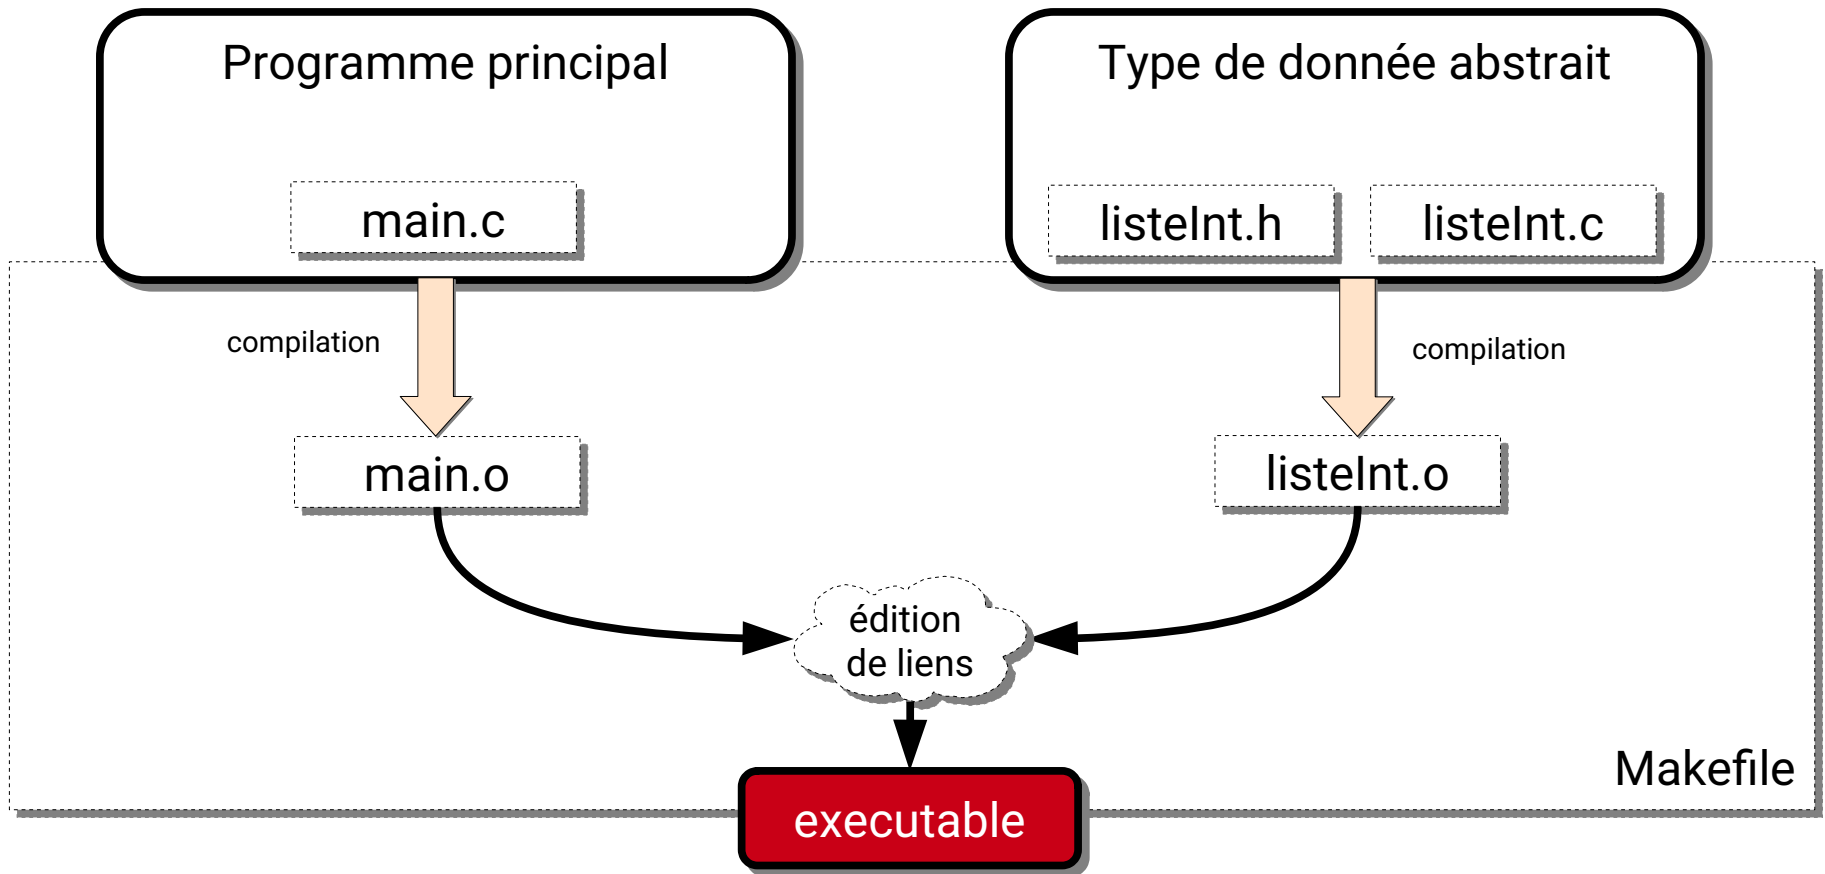 Programme principal
Type de donnée abstrait
main.c
listeInt.h
listeInt.c
compilation
compilation
main.o
listeInt.o
édition
de liens
Makefile
executable